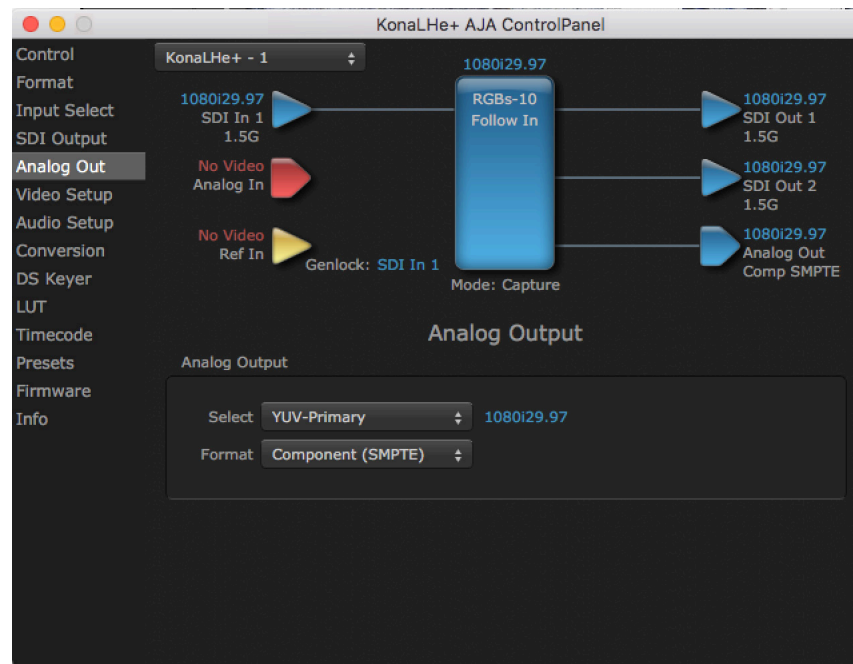 KonaLHe+ AJA ControlPanel
Control
Format
Input Select
SDI Output
Analog Out
Video Setup
Audio Setup
Conversion
DS Keyer
LUT
Timecode
Presets
Firmware
Info
KonaLHe+ - 1
1080i29.97
SDI In 1
1.5G
No Video
Analog In
No Video
Ref In
Genlock: SDI In 1
1080i29.97
RGBs-10
Follow In
Mode: Capture
1080i29.97
SDI Out 1
1.5G
1080i29.97
SDI Out 2
1.5G
1080i29.97
Analog Out
Comp SMPTE
Analog Output
Analog Output
Select YUV-Primary 1080i29.97
Format Component (SMPTE)